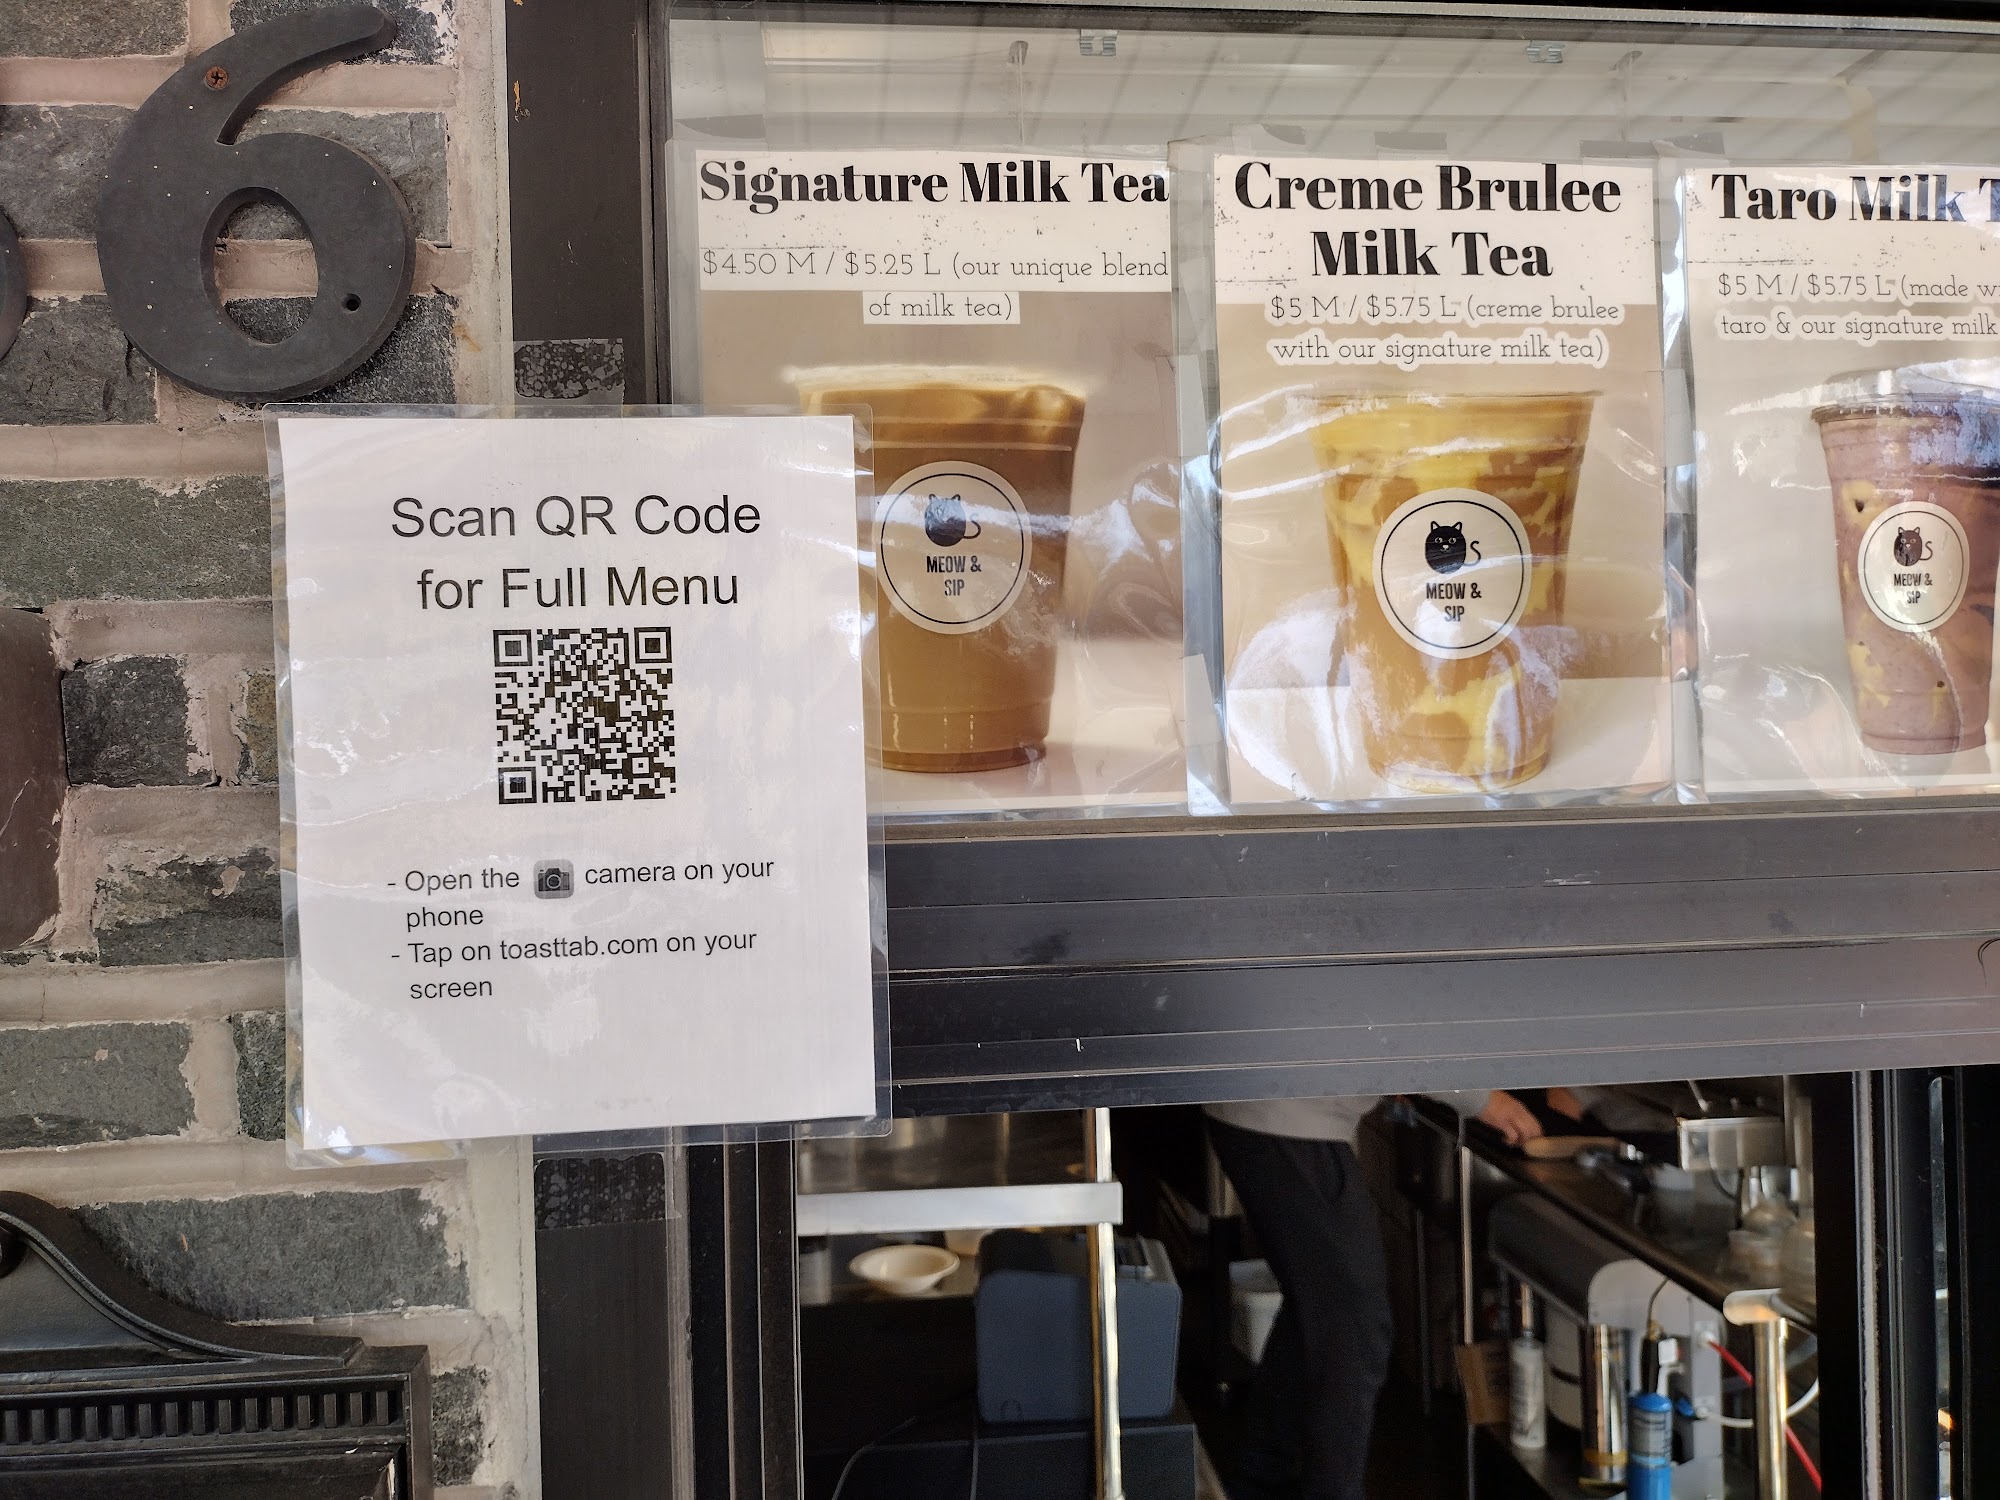 6
Scan QR Code
for Full Menu
- Open the camera on your
phone
- Tap on toasttab.com on your
screen
Signature Milk Tea
$4.50 M / $5.25 L (our unique blend
of milk tea)
MEOW &
SIP
Creme Brulee
Milk Tea
$5 M / $5.75 L (creme brulee
with our signature milk tea)
MEOW &
SIP
Taro Milk
$5 M / $5.75 L (made
taro & our signature milk
MEOW &
SIP